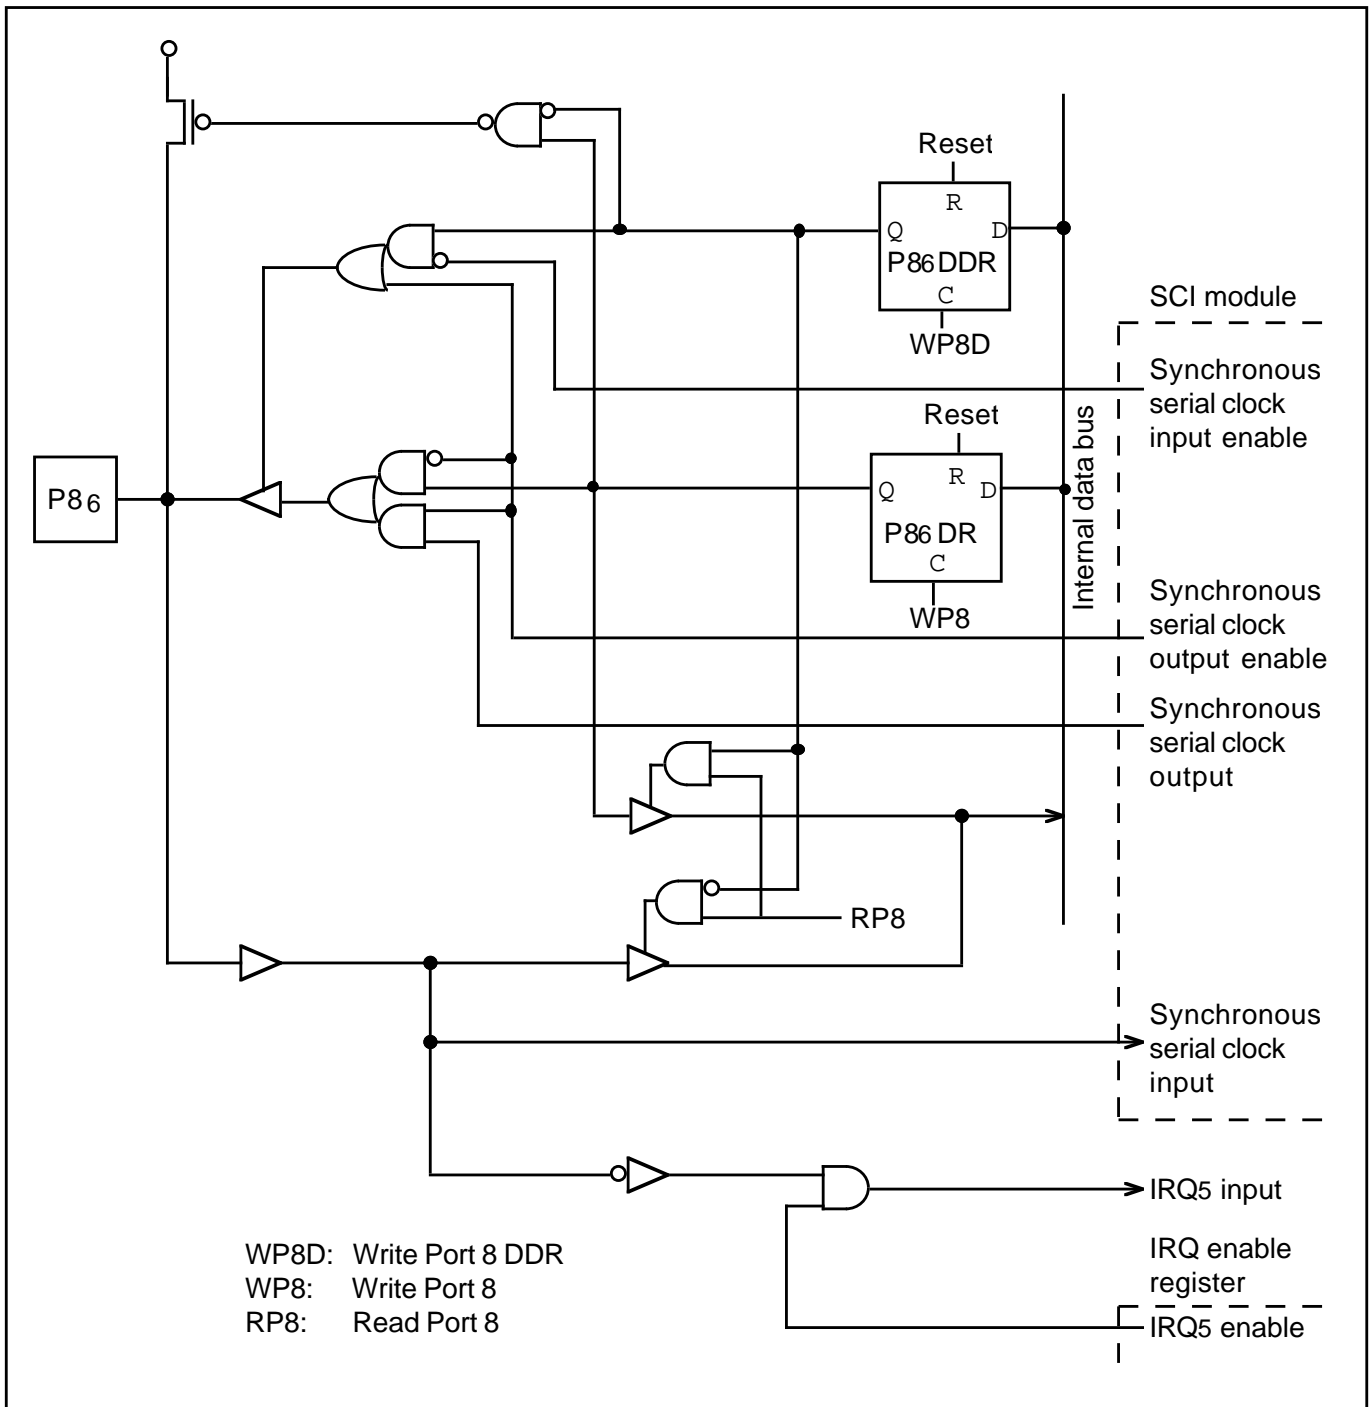 Reset
R
Q
D
P86 DDR
C
WP8D
SCI module
Synchronous
serial clock
input enable
Reset
R
Q
D
P86 DR
C
WP8
Internal data bus
P86
Synchronous
serial clock
output enable
Synchronous
serial clock
output
RP8
Synchronous
serial clock
input
IRQ5 input
IRQ enable
register
IRQ5 enable
WP8D: Write Port 8 DDR
WP8: Write Port 8
RP8: Read Port 8